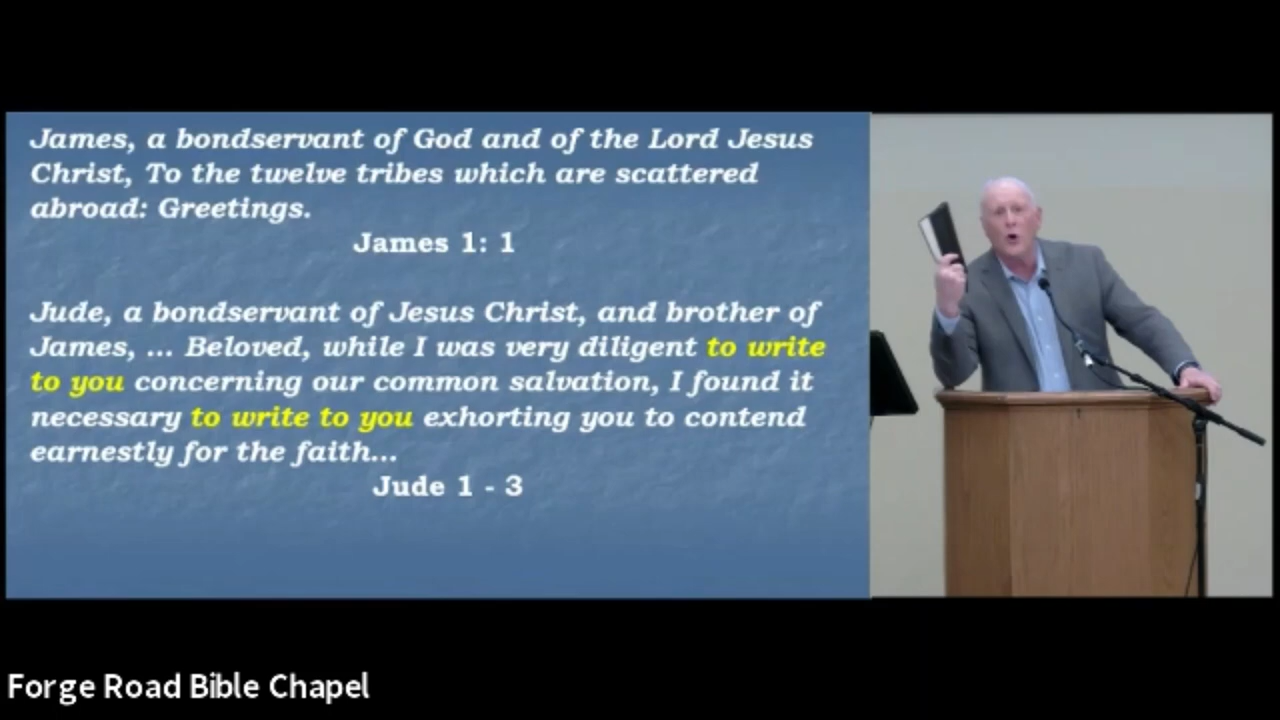 James, a bondservant of God and of the Lord Jesus
Christ, To the twelve tribes which are scattered
abroad: Greetings.
James 1: 1
Jude, a bondservant of Jesus Christ, and brother of
James, ... Beloved, while I was very diligent to write
to you concerning our common salvation, I found it
necessary to write to you exhorting you to contend
earnestly for the faith...
Jude 1 - 3
Forge Road Bible Chapel